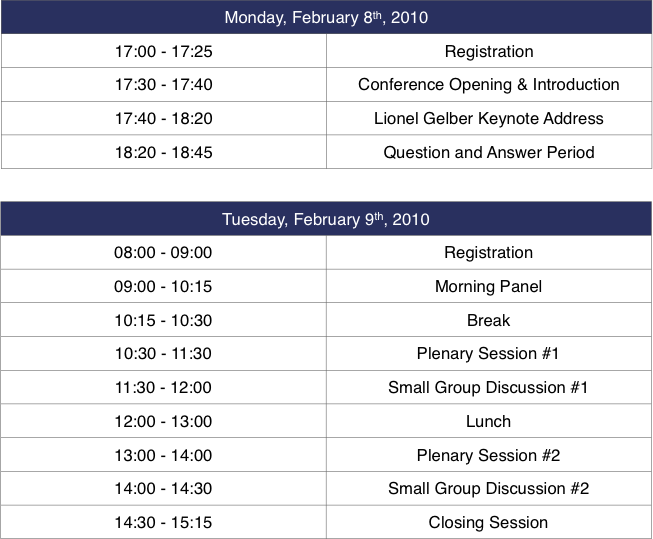 Monday, February 8th, 2010
17:00 - 17:25 Registration
17:30 - 17:40 Conference Opening & Introduction
17:40 - 18:20 Lionel Gelber Keynote Address
18:20 - 18:45 Question and Answer Period
Tuesday, February 9th, 2010
08:00 - 09:00 Registration
09:00 - 10:15 Morning Panel
10:15 - 10:30 Break
10:30 - 11:30 Plenary Session #1
11:30 - 12:00 Small Group Discussion #1
12:00 - 13:00 Lunch
13:00 - 14:00 Plenary Session #2
14:00 - 14:30 Small Group Discussion #2
14:30 - 15:15 Closing Session